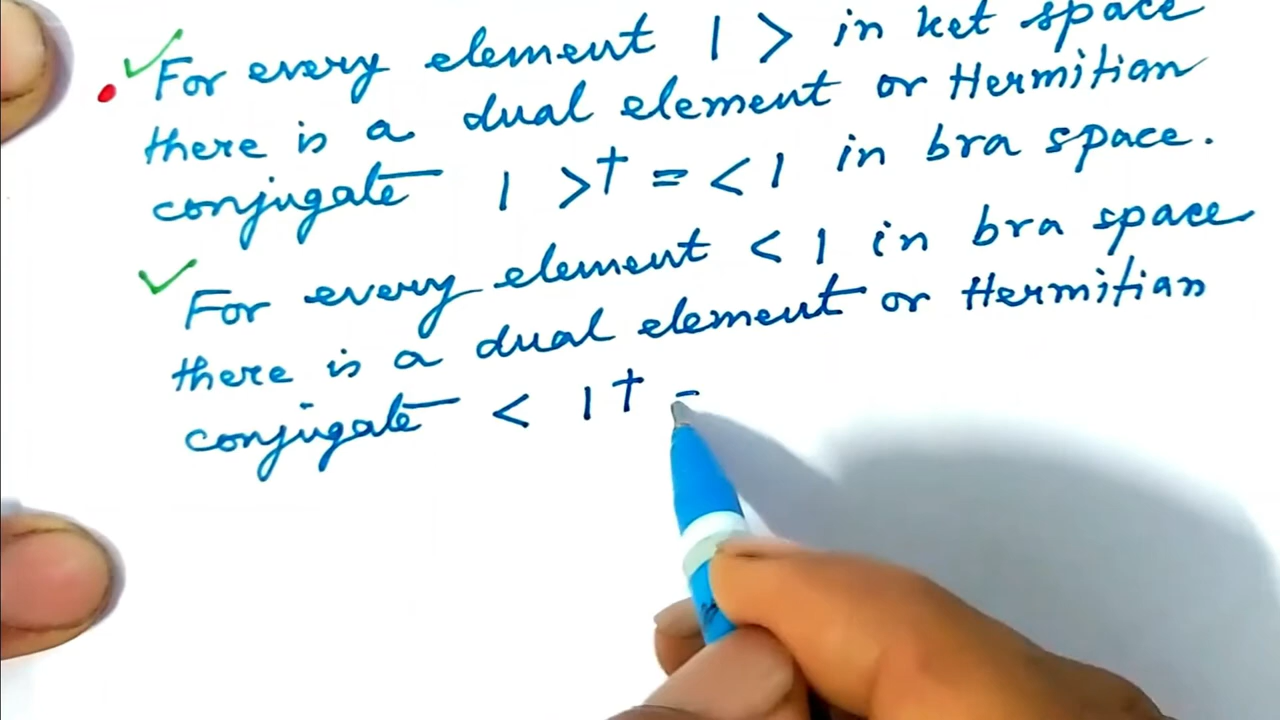 For every element | > in ket space
there is a dual element or Hermitian
conjugate | >† = < | in bra space.
For every element < | in bra space
there is a dual element or Hermitian
conjugate < |† =